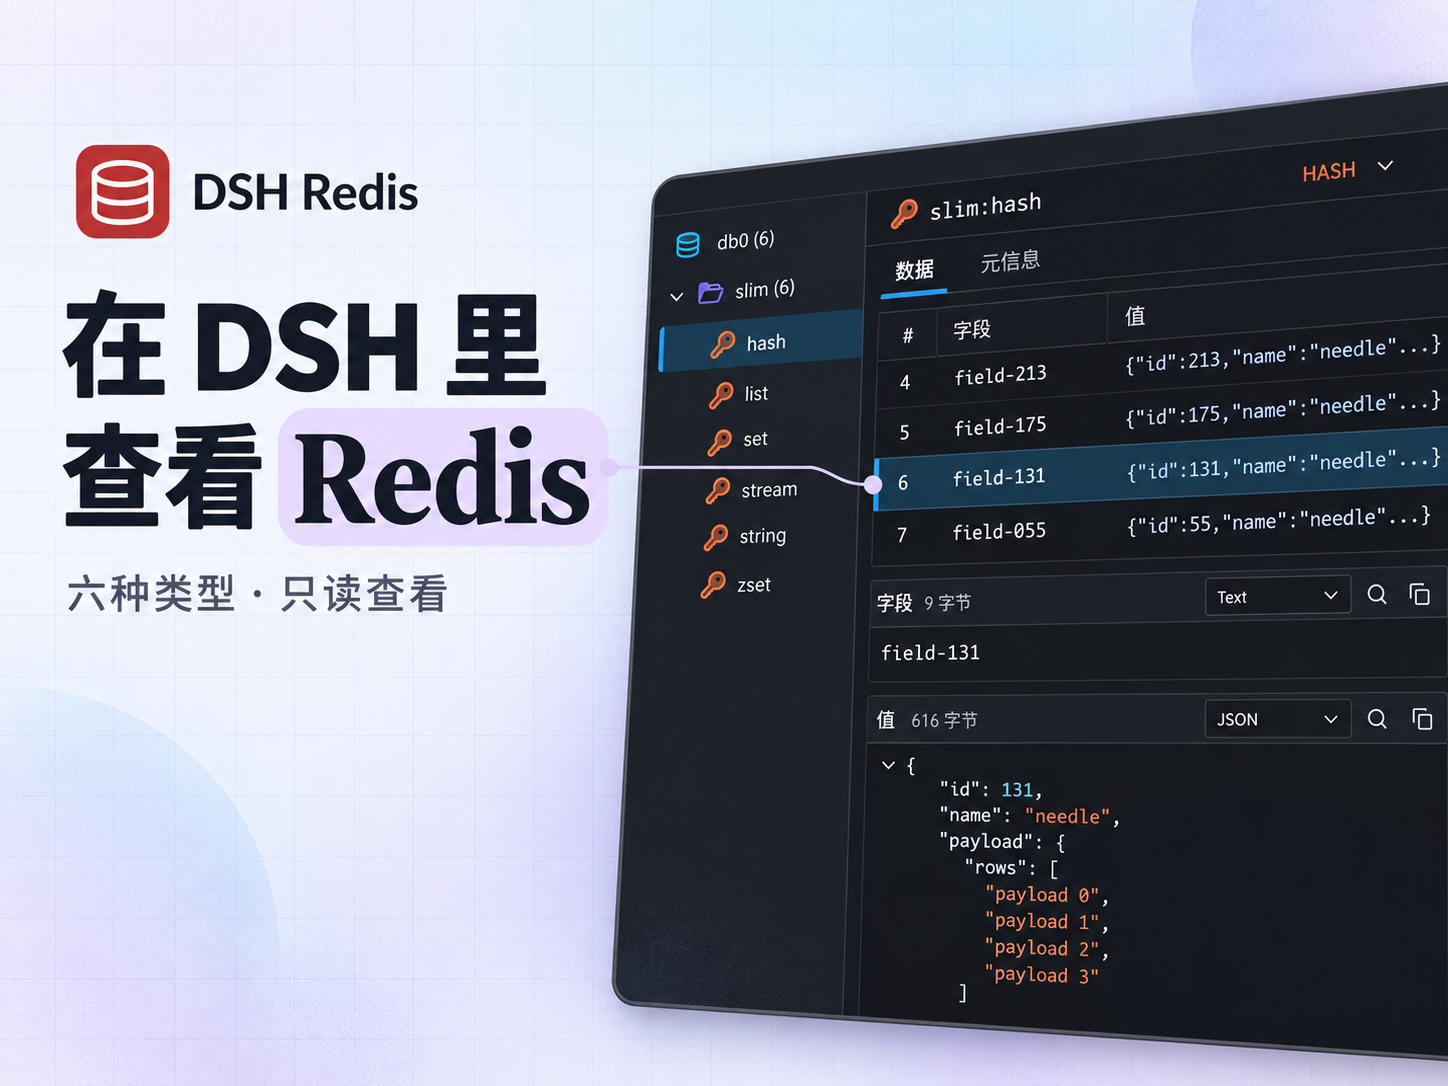 DSH Redis
在 DSH 里
查看 Redis
六种类型 · 只读查看
db0 (6)
slim (6)
hash
list
set
stream
string
zset
slim:hash
HASH
数据 元信息
# 字段 值
4 field-213 {"id":213,"name":"needle"...}
5 field-175 {"id":175,"name":"needle"...}
6 field-131 {"id":131,"name":"needle"...}
7 field-055 {"id":55,"name":"needle"...}
字段 9 字节 Text
field-131
值 616 字节 JSON
{
"id": 131,
"name": "needle",
"payload": {
"rows": [
"payload 0",
"payload 1",
"payload 2",
"payload 3"
]